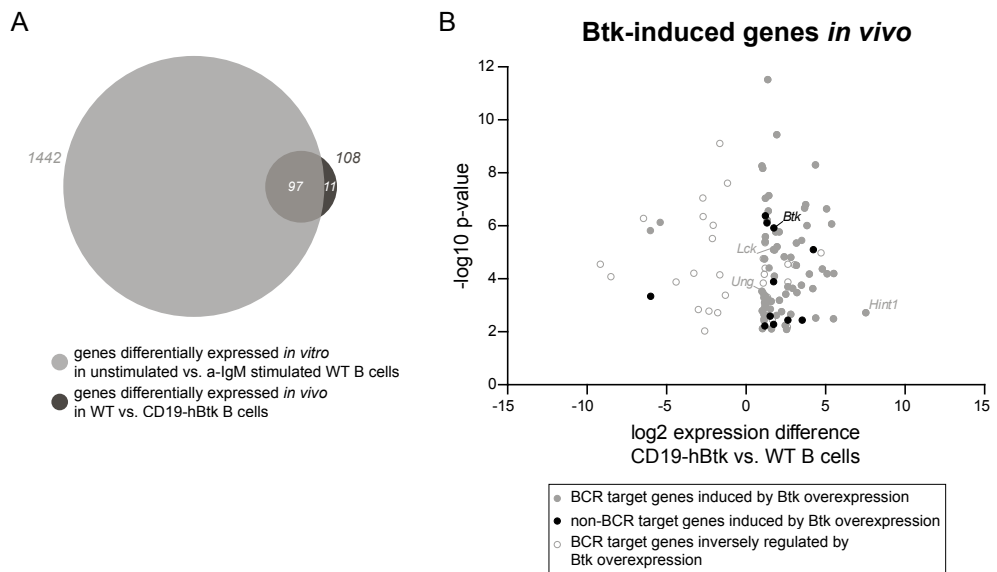 A
1442
108
97
11
genes differentially expressed in vitro
in unstimulated vs. a-IgM stimulated WT B cells
genes differentially expressed in vivo
in WT vs. CD19-hBtk B cells
B
Btk-induced genes in vivo
12
10
8
6
4
2
0
-log10 p-value
Btk
Lck
Ung
Hint1
-15
-10
-5
0
5
10
15
log2 expression difference
CD19-hBtk vs. WT B cells
BCR target genes induced by Btk overexpression
non-BCR target genes induced by Btk overexpression
BCR target genes inversely regulated by
Btk overexpression